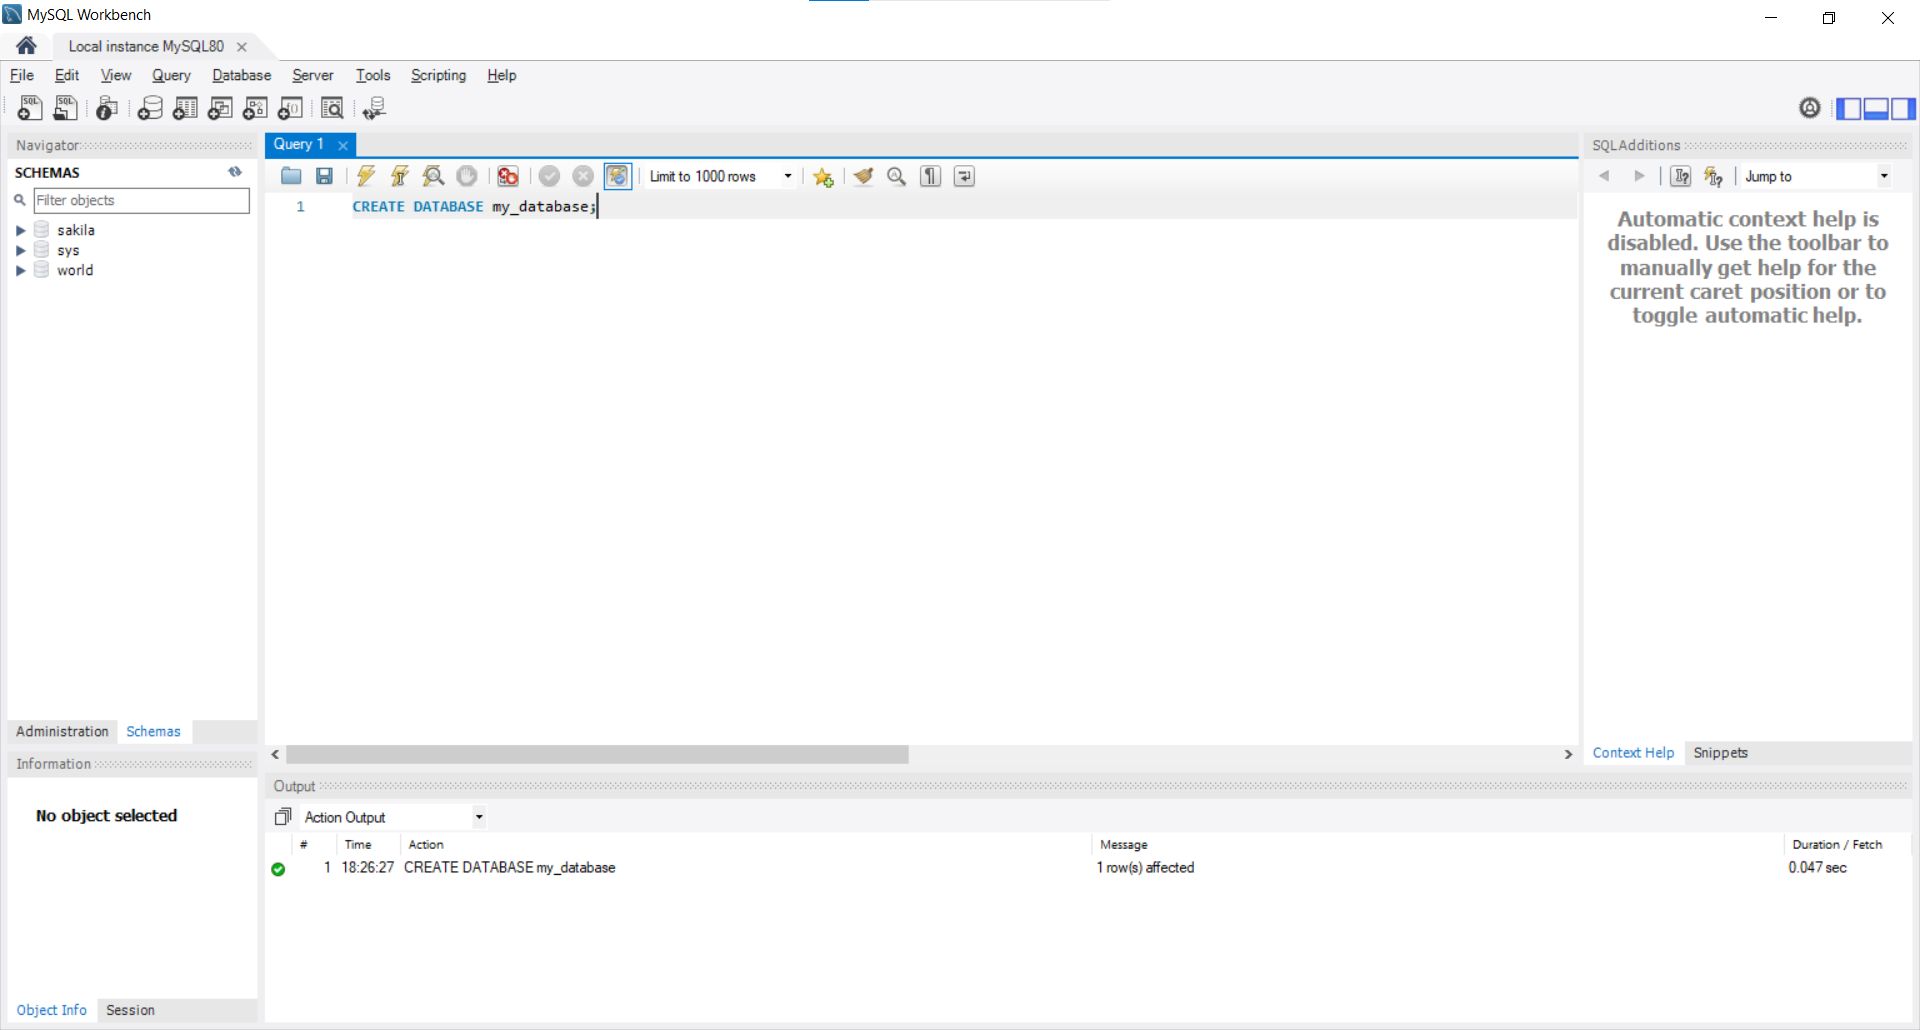 MySQL Workbench
Local instance MySQL80
File Edit View Query Database Server Tools Scripting Help
Navigator
SCHEMAS
Filter objects
sakila
sys
world
Administration Schemas
Information
No object selected
Object Info Session
Query 1
Limit to 1000 rows
1 CREATE DATABASE my_database;
Output
Action Output
# Time Action Message Duration / Fetch
1 18:26:27 CREATE DATABASE my_database 1 row(s) affected 0.047 sec
SQLAdditions
Jump to
Automatic context help is
disabled. Use the toolbar to
manually get help for the
current caret position or to
toggle automatic help.
Context Help Snippets